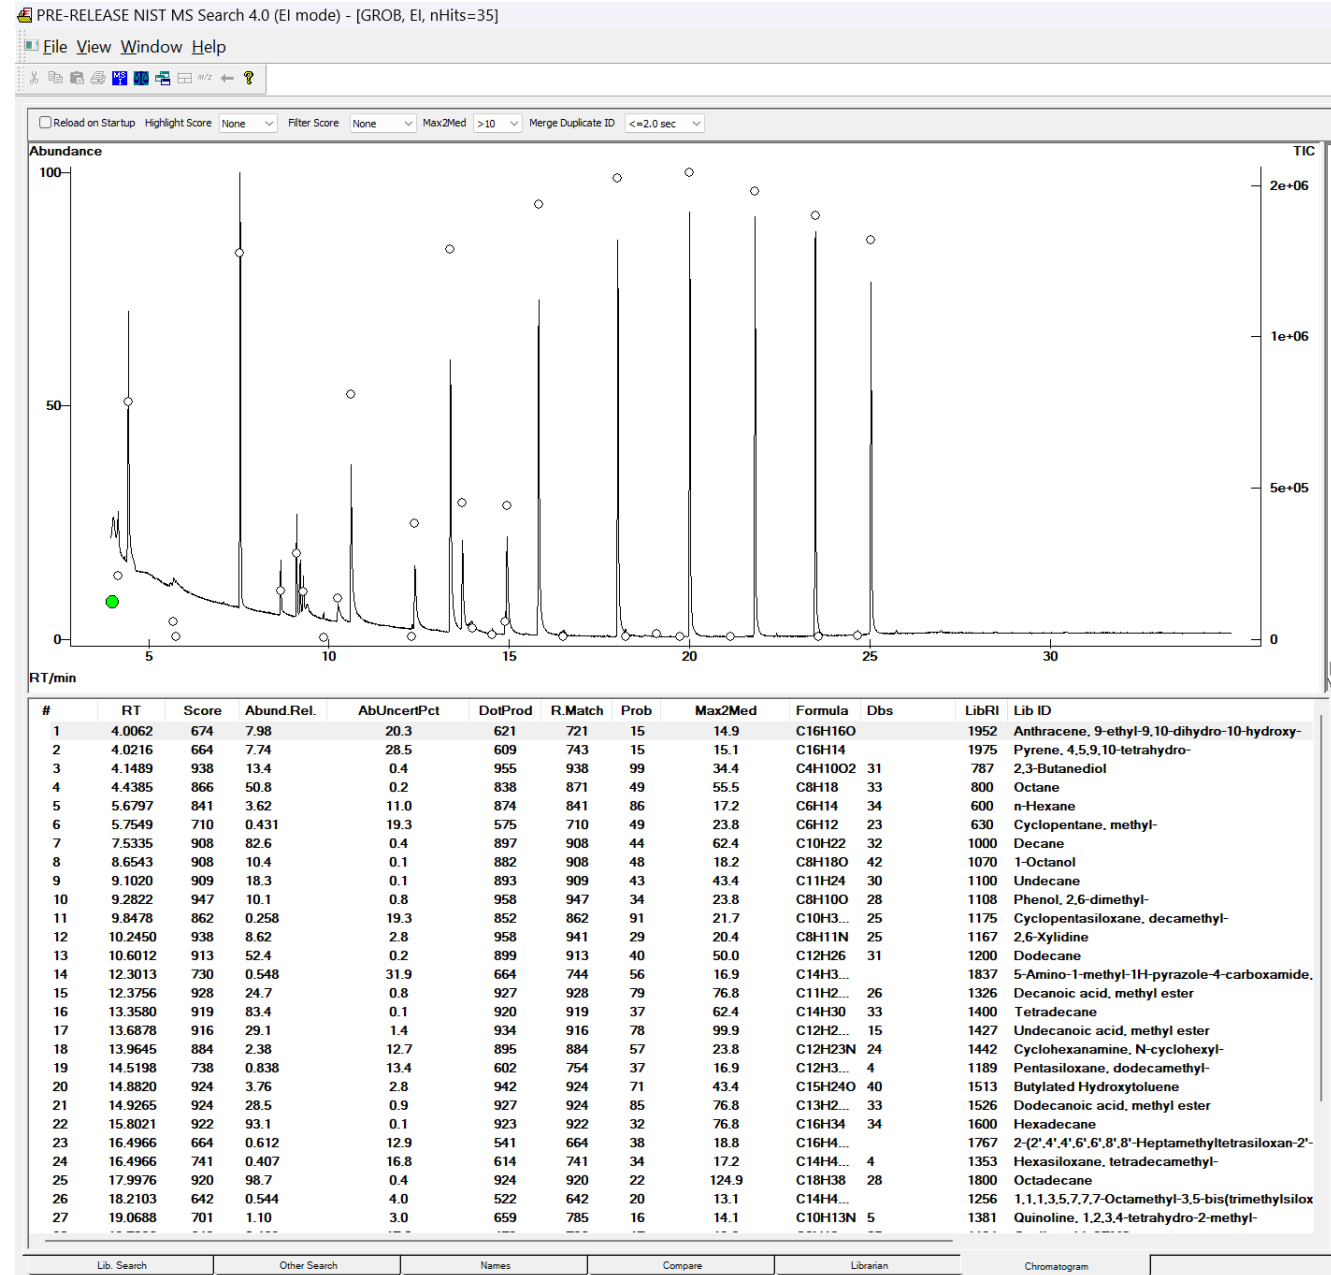 PRE-RELEASE NIST MS Search 4.0 (EI mode) - [GROB, EI, nHits=35]
File View Window Help
MS m/z
Reload on Startup Highlight Score None Filter Score None Max2Med >10 Merge Duplicate ID <=2.0 sec
Abundance TIC
100 2e+06
1e+06
50
5e+05
0 0
5 10 15 20 25 30
RT/min
# RT Score Abund.Rel. AbUncertPct DotProd R.Match Prob Max2Med Formula Dbs LibRI Lib ID
1 4.0062 674 7.98 20.3 621 721 15 14.9 C16H16O 1952 Anthracene, 9-ethyl-9,10-dihydro-10-hydroxy-
2 4.0216 664 7.74 28.5 609 743 15 15.1 C16H14 1975 Pyrene, 4,5,9,10-tetrahydro-
3 4.1489 938 13.4 0.4 955 938 99 34.4 C4H10O2 31 787 2,3-Butanediol
4 4.4385 866 50.8 0.2 838 871 49 55.5 C8H18 33 800 Octane
5 5.6797 841 3.62 11.0 874 841 86 17.2 C6H14 34 600 n-Hexane
6 5.7549 710 0.431 19.3 575 710 49 23.8 C6H12 23 630 Cyclopentane, methyl-
7 7.5335 908 82.6 0.4 897 908 44 62.4 C10H22 32 1000 Decane
8 8.6543 908 10.4 0.1 882 908 48 18.2 C8H18O 42 1070 1-Octanol
9 9.1020 909 18.3 0.1 893 909 43 43.4 C11H24 30 1100 Undecane
10 9.2822 947 10.1 0.8 958 947 34 23.8 C8H10O 28 1108 Phenol, 2,6-dimethyl-
11 9.8478 862 0.258 19.3 852 862 91 21.7 C10H3... 25 1175 Cyclopentasiloxane, decamethyl-
12 10.2450 938 8.62 2.8 958 941 29 20.4 C8H11N 25 1167 2,6-Xylidine
13 10.6012 913 52.4 0.2 899 913 40 50.0 C12H26 31 1200 Dodecane
14 12.3013 730 0.548 31.9 664 744 56 16.9 C14H3... 1837 5-Amino-1-methyl-1H-pyrazole-4-carboxamide,
15 12.3756 928 24.7 0.8 927 928 79 76.8 C11H2... 26 1326 Decanoic acid, methyl ester
16 13.3580 919 83.4 0.1 920 919 37 62.4 C14H30 33 1400 Tetradecane
17 13.6878 916 29.1 1.4 934 916 78 99.9 C12H2... 15 1427 Undecanoic acid, methyl ester
18 13.9645 884 2.38 12.7 895 884 57 23.8 C12H23N 24 1442 Cyclohexanamine, N-cyclohexyl-
19 14.5198 738 0.838 13.4 602 754 37 16.9 C12H3... 4 1189 Pentasiloxane, dodecamethyl-
20 14.8820 924 3.76 2.8 942 924 71 43.4 C15H24O 40 1513 Butylated Hydroxytoluene
21 14.9265 924 28.5 0.9 927 924 85 76.8 C13H2... 33 1526 Dodecanoic acid, methyl ester
22 15.8021 922 93.1 0.1 923 922 32 76.8 C16H34 34 1600 Hexadecane
23 16.4966 664 0.612 12.9 541 664 38 18.8 C16H4... 1767 2-(2',4',4',6',6',8',8'-Heptamethyltetrasiloxan-2'-
24 16.4966 741 0.407 16.8 614 741 34 17.2 C14H4... 4 1353 Hexasiloxane, tetradecamethyl-
25 17.9976 920 98.7 0.4 924 920 22 124.9 C18H38 28 1800 Octadecane
26 18.2103 642 0.544 4.0 522 642 20 13.1 C14H4... 1256 1,1,1,3,5,7,7,7-Octamethyl-3,5-bis(trimethylsilox
27 19.0688 701 1.10 3.0 659 785 16 14.1 C10H13N 5 1381 Quinoline, 1,2,3,4-tetrahydro-2-methyl-
Lib. Search Other Search Names Compare Librarian Chromatogram